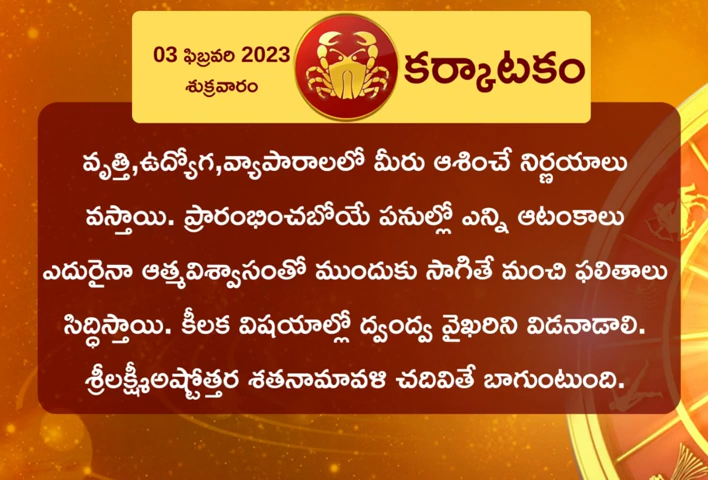 03 ఫిబ్రవరి 2023
శుక్రవారం
కర్కాటకం
వృత్తి,ఉద్యోగ,వ్యాపారాలలో మీరు ఆశించే నిర్ణయాలు
వస్తాయి. ప్రారంభించబోయే పనుల్లో ఎన్ని ఆటంకాలు
ఎదురైనా ఆత్మవిశ్వాసంతో ముందుకు సాగితే మంచి ఫలితాలు
సిద్ధిస్తాయి. కీలక విషయాల్లో ద్వంద్వ వైఖరిని విడనాడాలి.
శ్రీలక్ష్మీఅష్టోత్తర శతనామావళి చదివితే బాగుంటుంది.